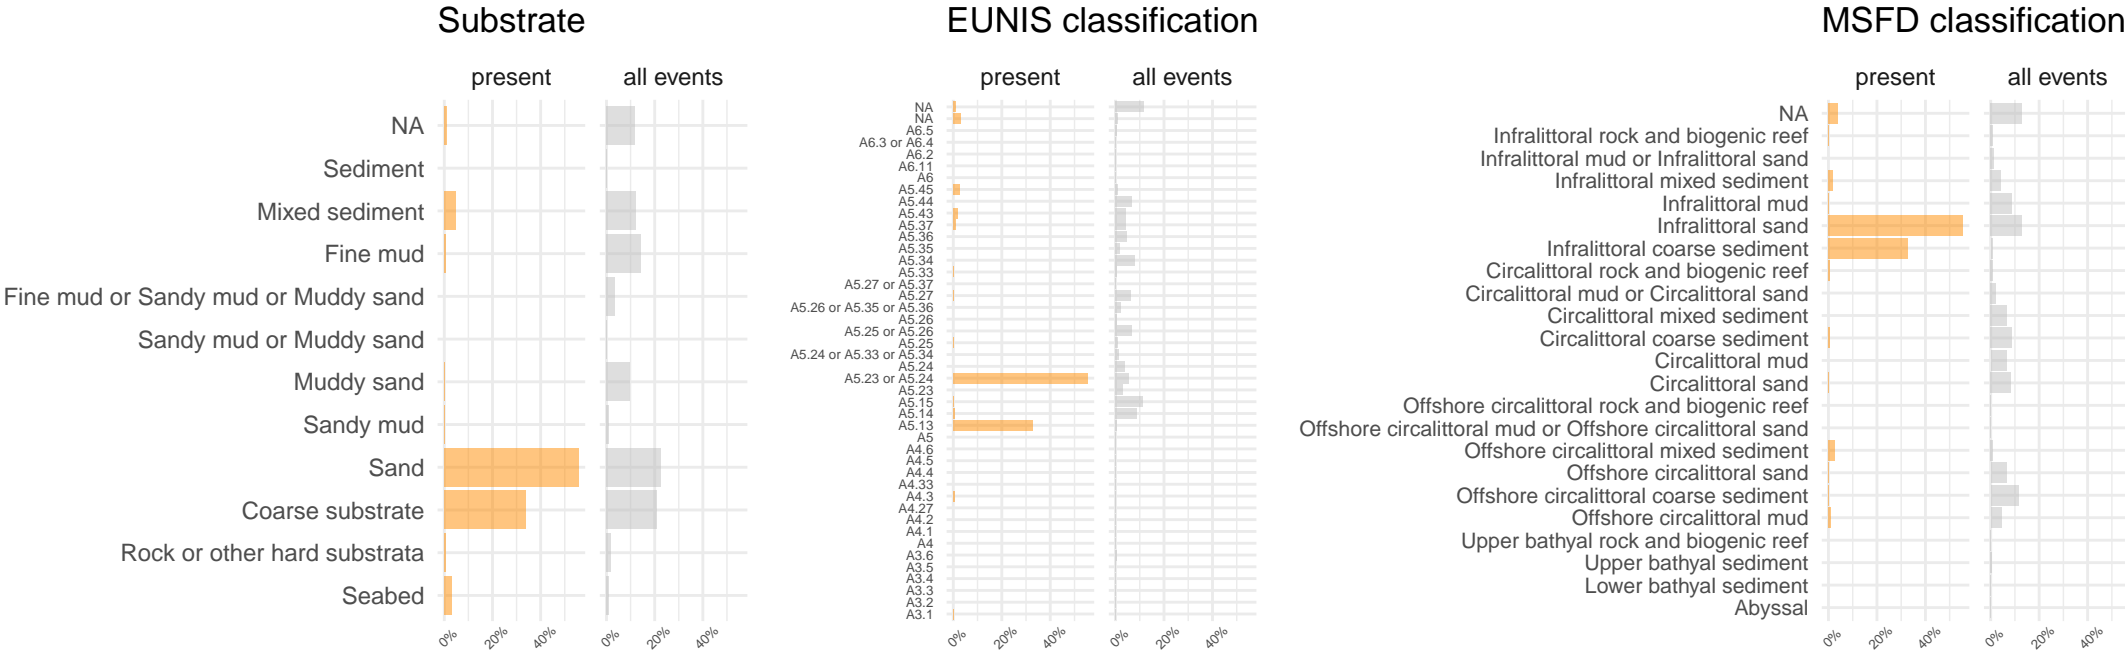 Substrate
present all events
NA
Sediment
Mixed sediment
Fine mud
Fine mud or Sandy mud or Muddy sand
Sandy mud or Muddy sand
Muddy sand
Sandy mud
Sand
Coarse substrate
Rock or other hard substrata
Seabed
0% 20% 40% 0% 20% 40%
EUNIS classification
present all events
NA
NA
A6.5
A6.3 or A6.4
A6.2
A6.11
A6
A5.45
A5.44
A5.43
A5.37
A5.36
A5.35
A5.34
A5.33
A5.27 or A5.37
A5.27
A5.26 or A5.35 or A5.36
A5.26
A5.25 or A5.26
A5.25
A5.24 or A5.33 or A5.34
A5.24
A5.23 or A5.24
A5.23
A5.15
A5.14
A5.13
A5
A4.6
A4.5
A4.4
A4.33
A4.3
A4.27
A4.2
A4.1
A4
A3.6
A3.5
A3.4
A3.3
A3.2
A3.1
0% 20% 40% 0% 20% 40%
MSFD classification
present all events
NA
Infralittoral rock and biogenic reef
Infralittoral mud or Infralittoral sand
Infralittoral mixed sediment
Infralittoral mud
Infralittoral sand
Infralittoral coarse sediment
Circalittoral rock and biogenic reef
Circalittoral mud or Circalittoral sand
Circalittoral mixed sediment
Circalittoral coarse sediment
Circalittoral mud
Circalittoral sand
Offshore circalittoral rock and biogenic reef
Offshore circalittoral mud or Offshore circalittoral sand
Offshore circalittoral mixed sediment
Offshore circalittoral sand
Offshore circalittoral coarse sediment
Offshore circalittoral mud
Upper bathyal rock and biogenic reef
Upper bathyal sediment
Lower bathyal sediment
Abyssal
0% 20% 40% 0% 20% 40%